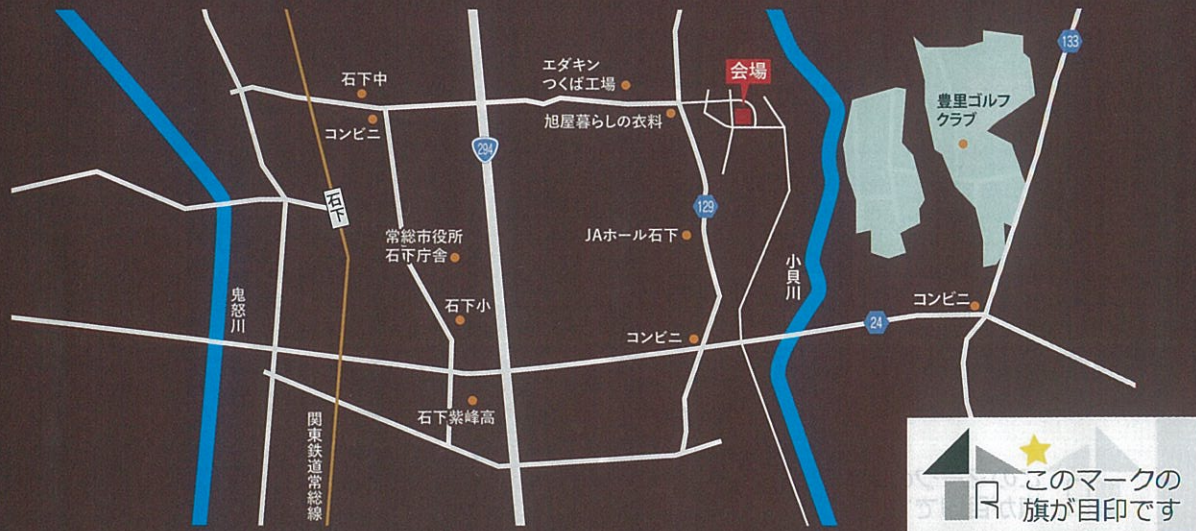 133
石下中
コンビニ
エダキン
つくば工場
会場
旭屋暮らしの衣料
豊里ゴルフ
クラブ
294
石下
129
常総市役所
石下庁舎
JAホール石下
小貝川
鬼怒川
石下小
コンビニ
24
コンビニ
石下紫峰高
関東鉄道常総線
R
このマークの
旗が目印です